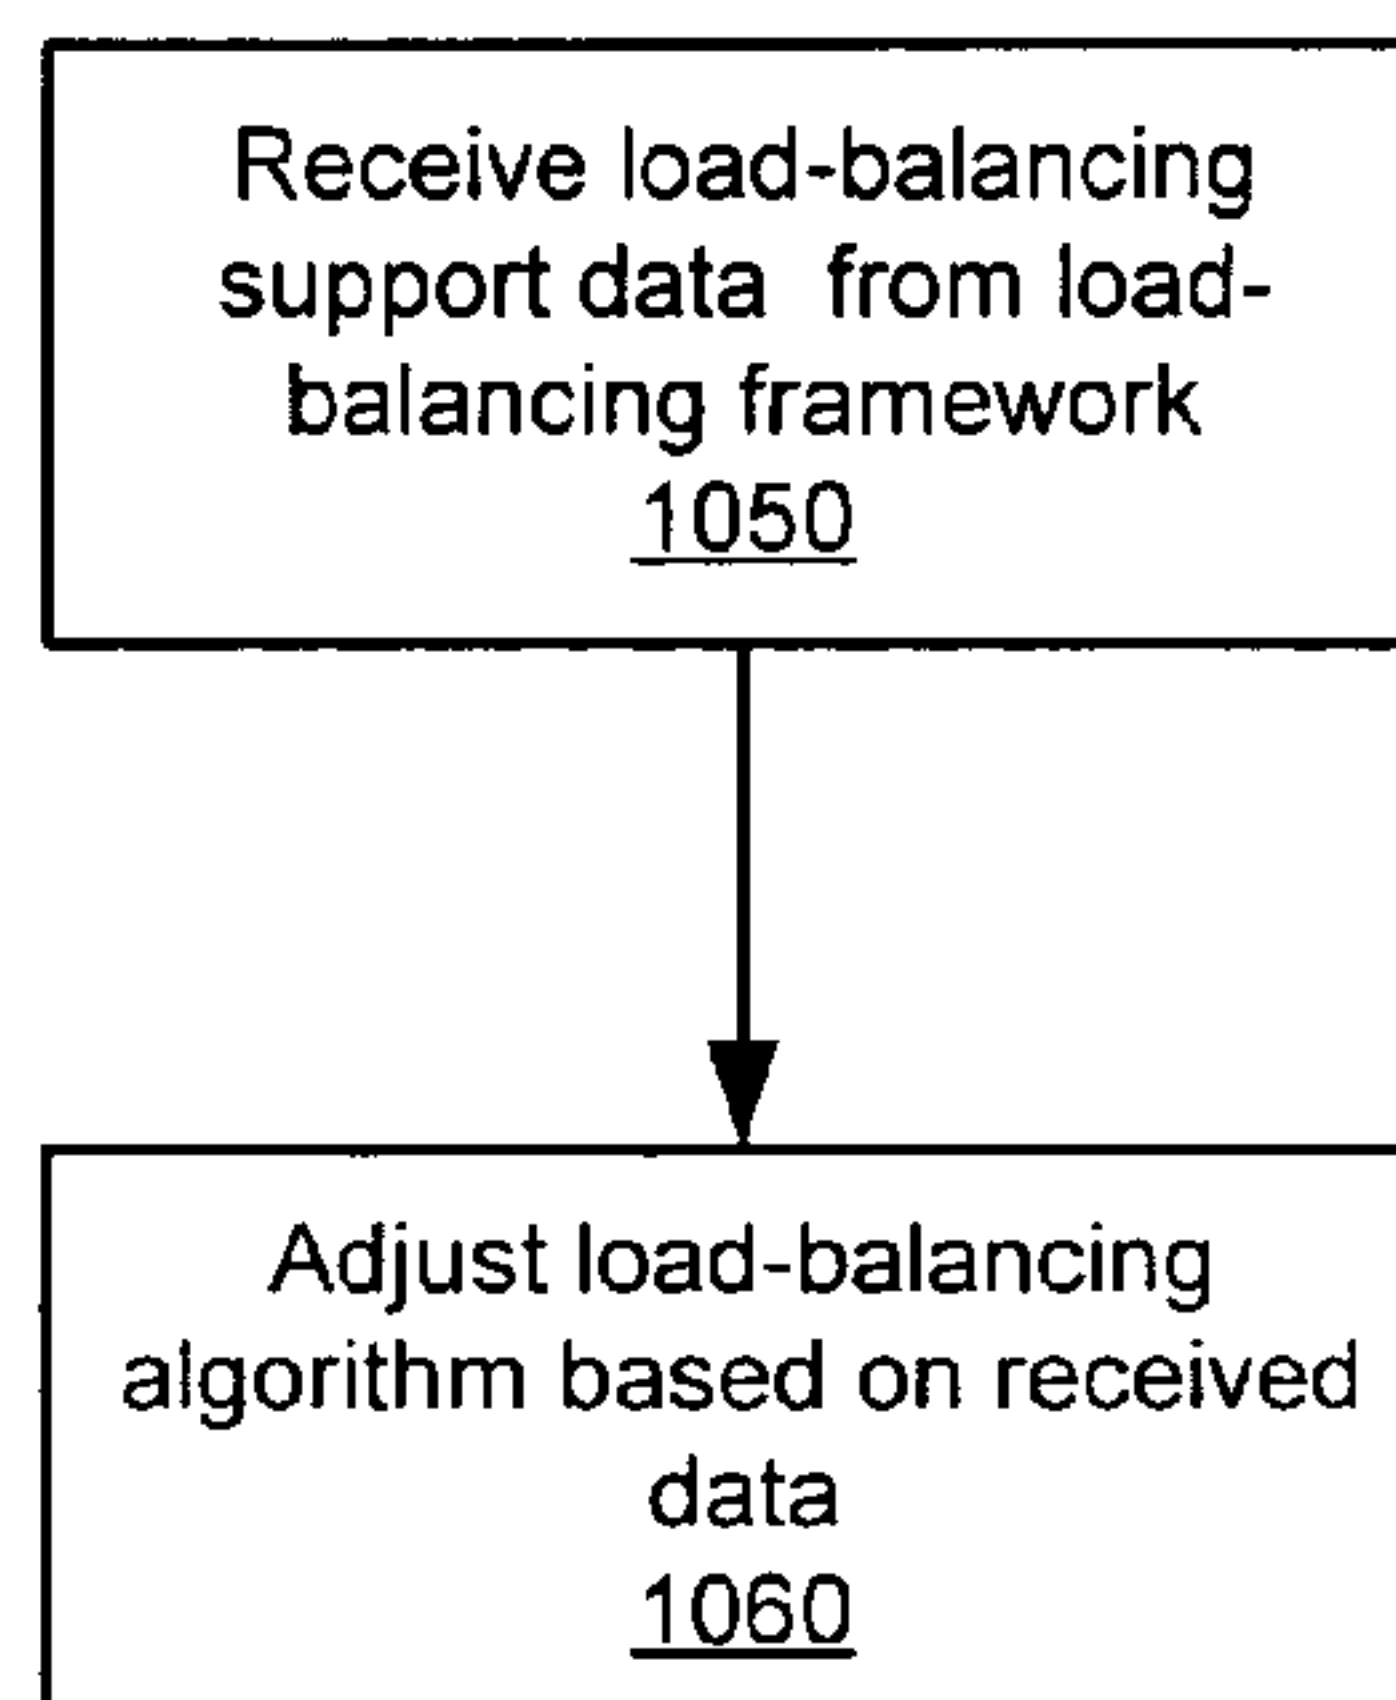 Receive load-balancing
support data from load-
balancing framework
1050
Adjust load-balancing
algorithm based on received
data
1060